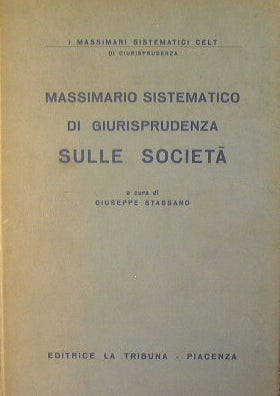 I MASSIMARI SISTEMATICI CELT
DI GIURISPRUDENZA
MASSIMARIO SISTEMATICO
DI GIURISPRUDENZA
SULLE SOCIETÀ
a cura di
GIUSEPPE STASSANO
EDITRICE LA TRIBUNA - PIACENZA